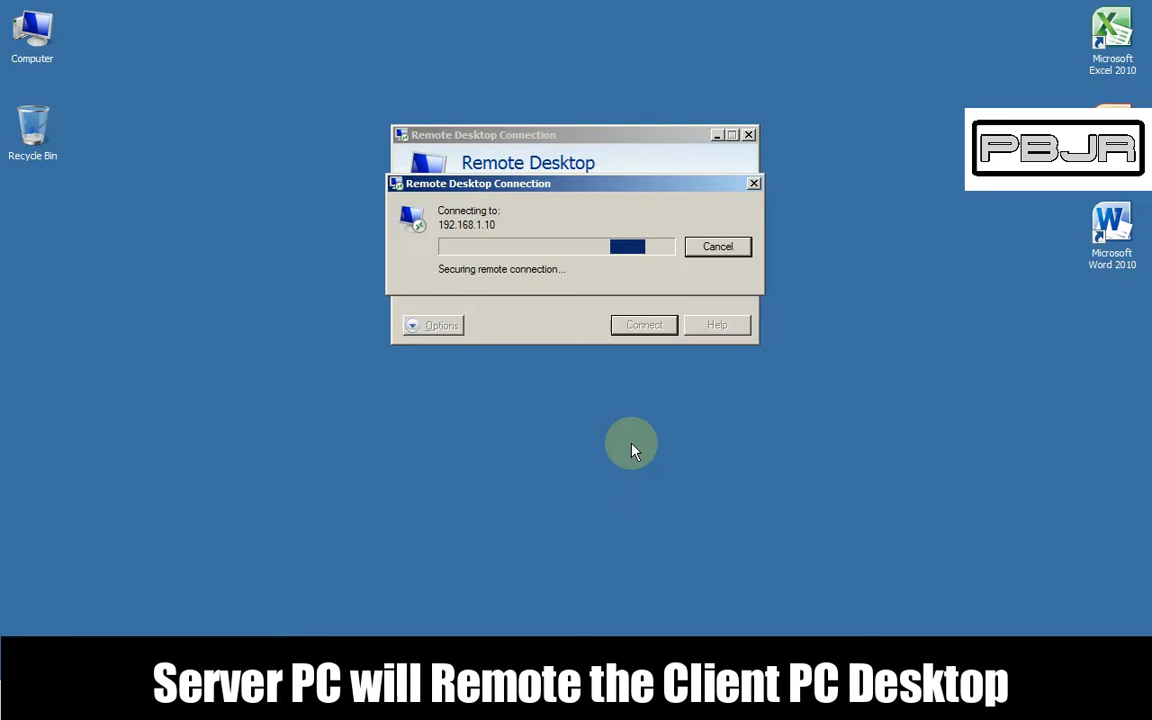 Computer
Recycle Bin
Microsoft
Excel 2010
PBJR
Microsoft
Word 2010
Remote Desktop Connection
Remote Desktop
Remote Desktop Connection
Connecting to:
192.168.1.10
Cancel
Securing remote connection...
Options
Connect
Help
Server PC will Remote the Client PC Desktop